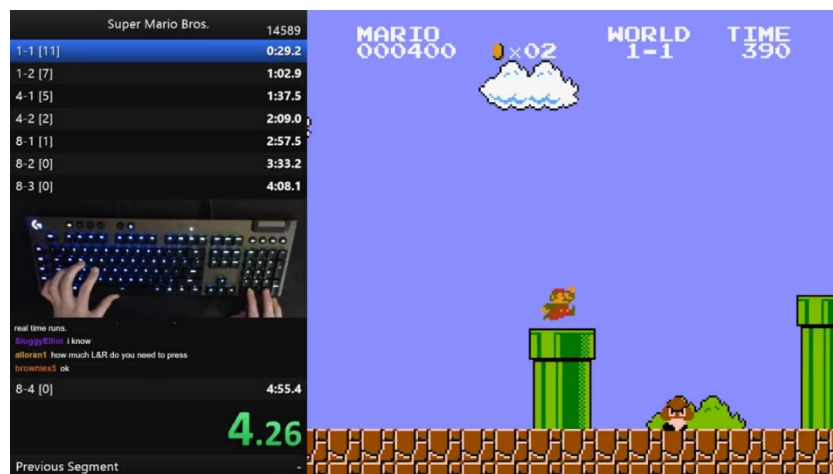 Super Mario Bros.
14589
1-1 [11] 0:29.2
1-2 [7] 1:02.9
4-1 [5] 1:37.5
4-2 [2] 2:09.0
8-1 [1] 2:57.5
8-2 [0] 3:33.2
8-3 [0] 4:08.1
G
real time runs.
SluggyElliot i know
alloran1 how much L&R do you need to press
browniex5 ok
8-4 [0] 4:55.4
4.26
Previous Segment -
MARIO
000400
×02
WORLD
1-1
TIME
390